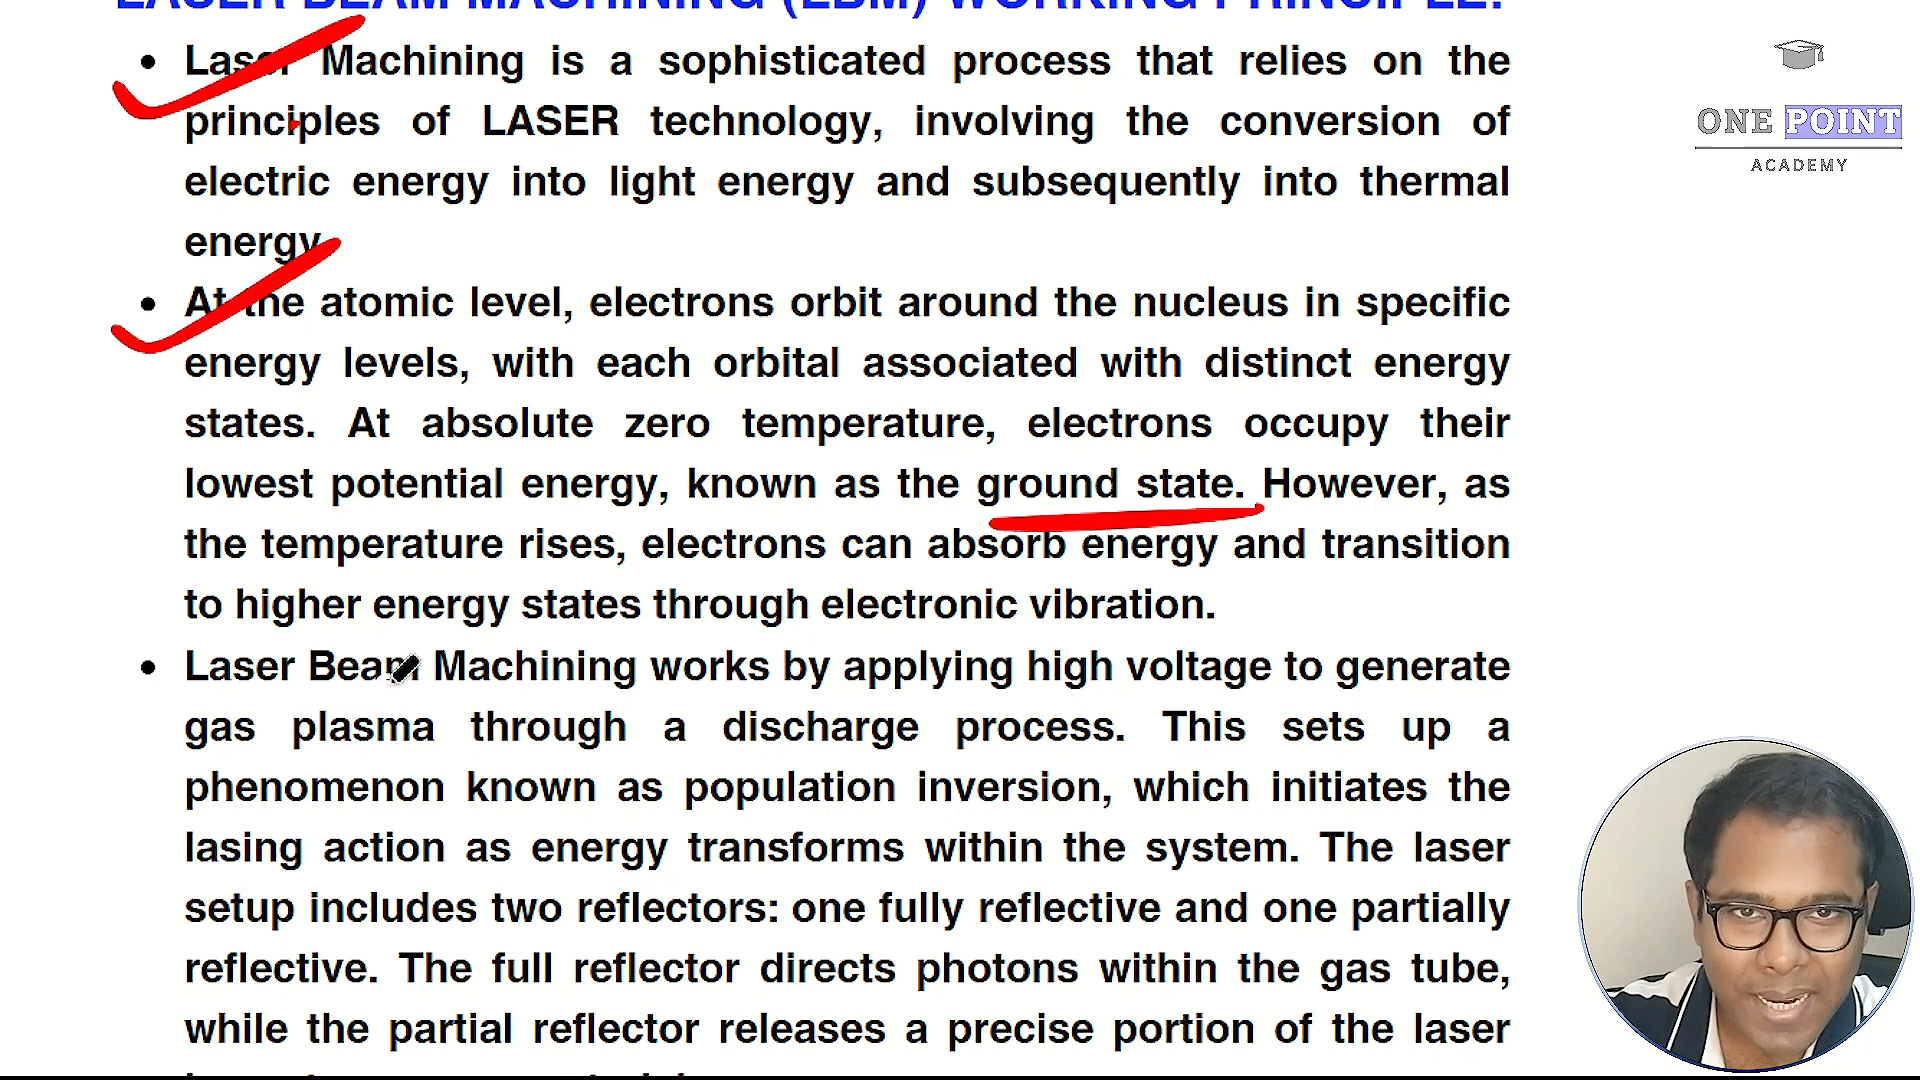 LASER BEAM MACHINING (LBM) WORKING PRINCIPLE:
• Laser Machining is a sophisticated process that relies on the
principles of LASER technology, involving the conversion of
electric energy into light energy and subsequently into thermal
energy.
• At the atomic level, electrons orbit around the nucleus in specific
energy levels, with each orbital associated with distinct energy
states. At absolute zero temperature, electrons occupy their
lowest potential energy, known as the ground state. However, as
the temperature rises, electrons can absorb energy and transition
to higher energy states through electronic vibration.
• Laser Beam Machining works by applying high voltage to generate
gas plasma through a discharge process. This sets up a
phenomenon known as population inversion, which initiates the
lasing action as energy transforms within the system. The laser
setup includes two reflectors: one fully reflective and one partially
reflective. The full reflector directs photons within the gas tube,
while the partial reflector releases a precise portion of the laser
ONE POINT
ACADEMY